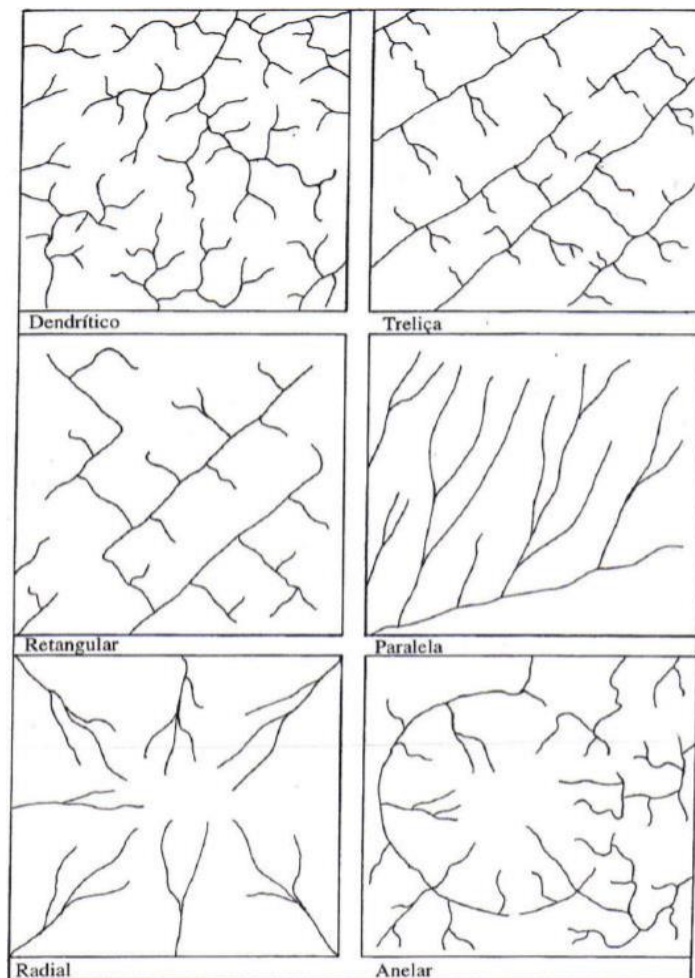 Dendrítico
Treliça
Retangular
Paralela
Radial
Anelar